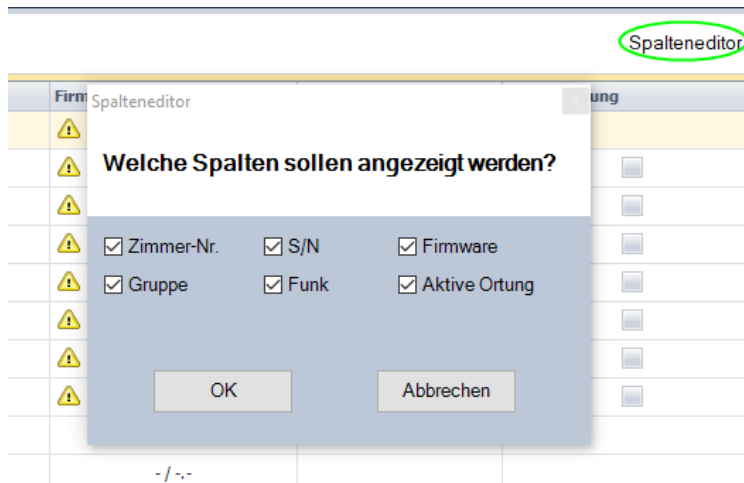 Spalteneditor
Firm
Spalteneditor
x
ung
Welche Spalten sollen angezeigt werden?
Zimmer-Nr. S/N Firmware
Gruppe Funk Aktive Ortung
OK Abbrechen
- / -.-